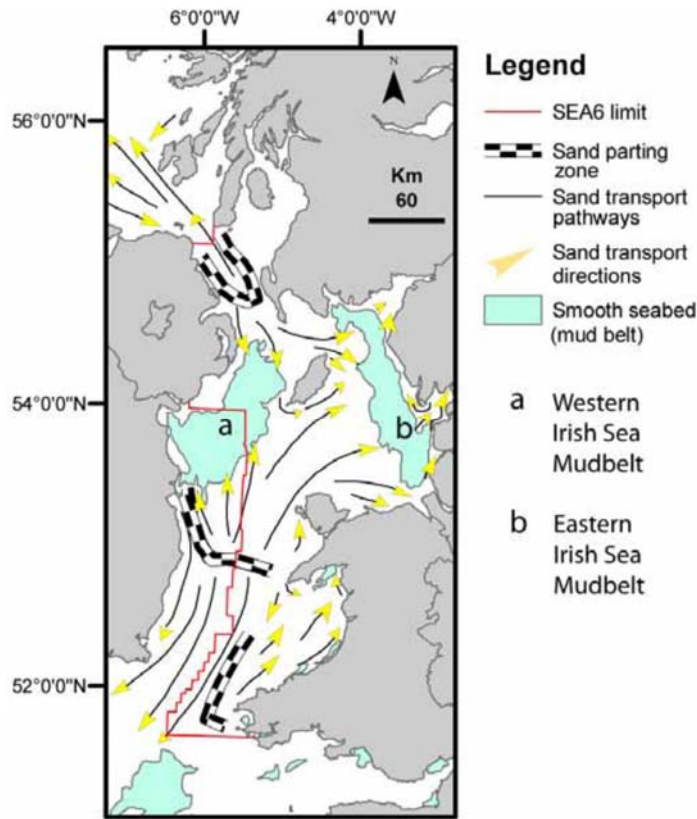 6°0'0"W
4°0'0"W
56°0'0"N
54°0'0"N
52°0'0"N
N
Km
60
a
b
Legend
SEA6 limit
Sand parting
zone
Sand transport
pathways
Sand transport
directions
Smooth seabed
(mud belt)
a Western
Irish Sea
Mudbelt
b Eastern
Irish Sea
Mudbelt